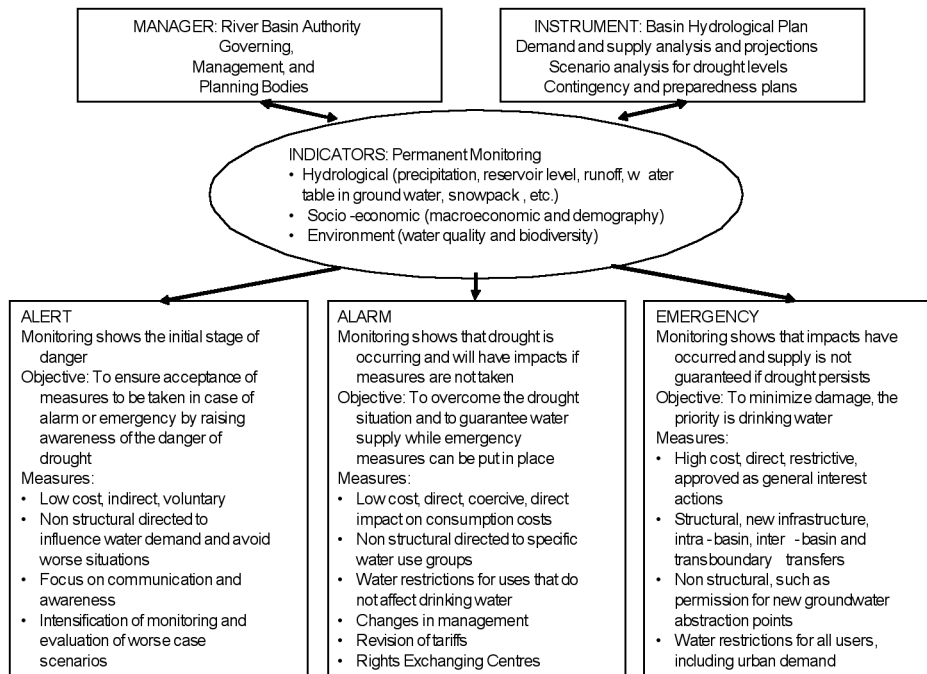 MANAGER: River Basin Authority
Governing,
Management, and
Planning Bodies
INSTRUMENT: Basin Hydrological Plan
Demand and supply analysis and projections
Scenario analysis for drought levels
Contingency and preparedness plans
INDICATORS: Permanent Monitoring
• Hydrological (precipitation, reservoir level, runoff, w ater
table in ground water, snowpack , etc.)
• Socio -economic (macroeconomic and demography)
• Environment (water quality and biodiversity)
ALERT
Monitoring shows the initial stage of
danger
Objective: To ensure acceptance of
measures to be taken in case of
alarm or emergency by raising
awareness of the danger of
drought
Measures:
• Low cost, indirect, voluntary
• Non structural directed to
influence water demand and avoid
worse situations
• Focus on communication and
awareness
• Intensification of monitoring and
evaluation of worse case
scenarios
ALARM
Monitoring shows that drought is
occurring and will have impacts if
measures are not taken
Objective: To overcome the drought
situation and to guarantee water
supply while emergency
measures can be put in place
Measures:
• Low cost, direct, coercive, direct
impact on consumption costs
• Non structural directed to specific
water use groups
• Water restrictions for uses that do
not affect drinking water
• Changes in management
• Revision of tariffs
• Rights Exchanging Centres
EMERGENCY
Monitoring shows that impacts have
occurred and supply is not
guaranteed if drought persists
Objective: To minimize damage, the
priority is drinking water
Measures:
• High cost, direct, restrictive,
approved as general interest
actions
• Structural, new infrastructure,
intra -basin, inter -basin and
transboundary transfers
• Non structural, such as
permission for new groundwater
abstraction points
• Water restrictions for all users,
including urban demand